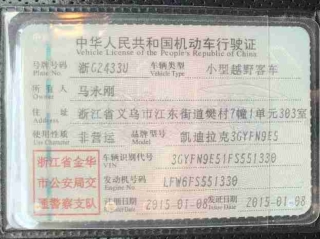 中华人民共和国机动车行驶证
Vehicle License of the People's Republic of China
号牌号码 Plate No. 浙G2433U 车辆类型 Vehicle Type 小型越野客车
所有人 Owner 马永刚
住址 Address 浙江省义乌市江东街道樊村7幢1单元303室
使用性质 Use Character 非营运 品牌型号 Model 凯迪拉克3GYFN9E5
浙江省金华
市公安局交
通警察支队
车辆识别代号 VIN 3GYFN9E51FS551330
发动机号码 Engine No. LFW6FS551330
注册日期 2015-01-08 发证日期 2015-01-08